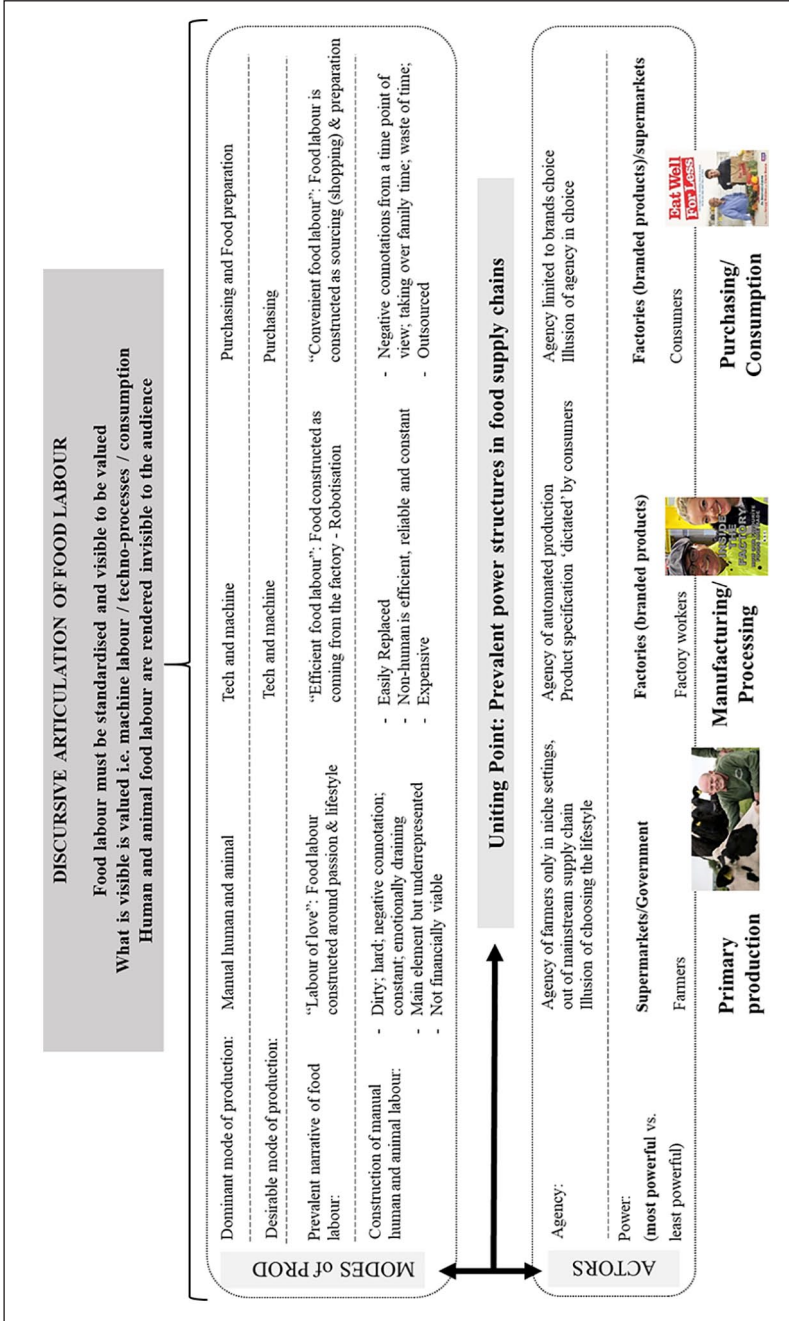 DISCURSIVE ARTICULATION OF FOOD LABOUR
Food labour must be standardised and visible to be valued
What is visible is valued i.e. machine labour / techno-processes / consumption
Human and animal food labour are rendered invisible to the audience
MODES of PROD
Dominant mode of production:
Manual human and animal
Tech and machine
Purchasing and Food preparation
Desirable mode of production:
Tech and machine
Purchasing
Prevalent narrative of food
labour:
“Labour of love”: Food labour
constructed around passion & lifestyle
“Efficient food labour”: Food constructed as
coming from the factory - Robotisation
“Convenient food labour”: Food labour is
constructed as sourcing (shopping) & preparation
Construction of manual
human and animal labour:
- Dirty; hard; negative connotation;
constant; emotionally draining
- Main element but underrepresented
- Not financially viable
- Easily Replaced
- Non-human is efficient, reliable and constant
- Expensive
- Negative connotations from a time point of
view; taking over family time; waste of time;
- Outsourced
Uniting Point: Prevalent power structures in food supply chains
ACTORS
Agency:
Agency of farmers only in niche settings,
out of mainstream supply chain
Illusion of choosing the lifestyle
Agency of automated production
Product specification ‘dictated’ by consumers
Agency limited to brands choice
Illusion of agency in choice
Power:
(most powerful vs.
least powerful)
Supermarkets/Government
Farmers
Factories (branded products)
Factory workers
Factories (branded products)/supermarkets
Consumers
Primary
production
INSIDE
THE
FACTORY
Manufacturing/
Processing
Eat Well
For Less
Purchasing/
Consumption